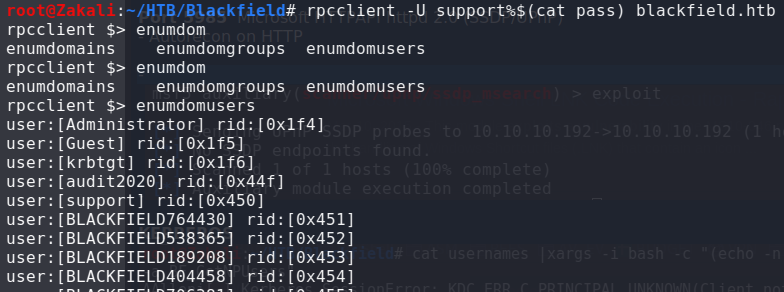 root@Zakali:~/HTB/Blackfield# rpcclient -U support%$(cat pass) blackfield.htb
rpcclient $> enumdom
enumdomains    enumdomgroups  enumdomusers
rpcclient $> enumdom
enumdomains    enumdomgroups  enumdomusers
rpcclient $> enumdomusers
user:[Administrator] rid:[0x1f4]
user:[Guest] rid:[0x1f5]
user:[krbtgt] rid:[0x1f6]
user:[audit2020] rid:[0x44f]
user:[support] rid:[0x450]
user:[BLACKFIELD764430] rid:[0x451]
user:[BLACKFIELD538365] rid:[0x452]
user:[BLACKFIELD189208] rid:[0x453]
user:[BLACKFIELD404458] rid:[0x454]